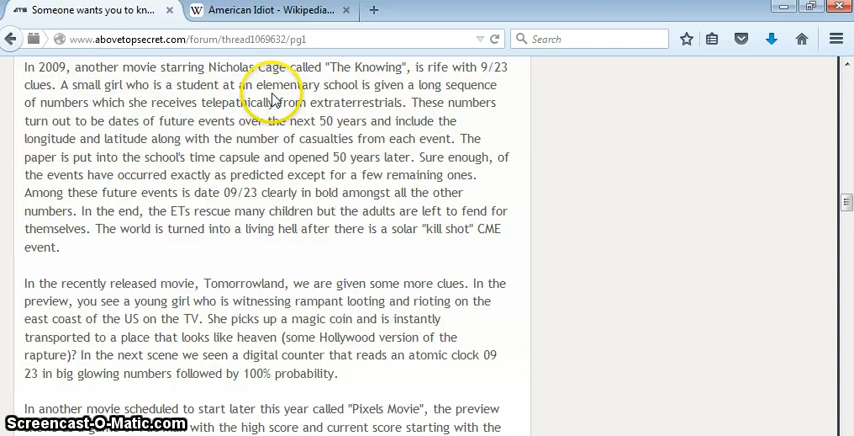 Someone wants you to kn...
American Idiot - Wikipedia...
www.abovetopsecret.com/forum/thread1069632/pg1
Search
In 2009, another movie starring Nicholas Cage called "The Knowing", is rife with 9/23
clues. A small girl who is a student at an elementary school is given a long sequence
of numbers which she receives telepathically from extraterrestrials. These numbers
turn out to be dates of future events over the next 50 years and include the
longitude and latitude along with the number of casualties from each event. The
paper is put into the school's time capsule and opened 50 years later. Sure enough, of
the events have occurred exactly as predicted except for a few remaining ones.
Among these future events is date 09/23 clearly in bold amongst all the other
numbers. In the end, the ETs rescue many children but the adults are left to fend for
themselves. The world is turned into a living hell after there is a solar "kill shot" CME
event.
In the recently released movie, Tomorrowland, we are given some more clues. In the
preview, you see a young girl who is witnessing rampant looting and rioting on the
east coast of the US on the TV. She picks up a magic coin and is instantly
transported to a place that looks like heaven (some Hollywood version of the
rapture)? In the next scene we seen a digital counter that reads an atomic clock 09
23 in big glowing numbers followed by 100% probability.
In another movie scheduled to start later this year called "Pixels Movie", the preview
with the high score and current score starting with the
Screencast-O-Matic.com